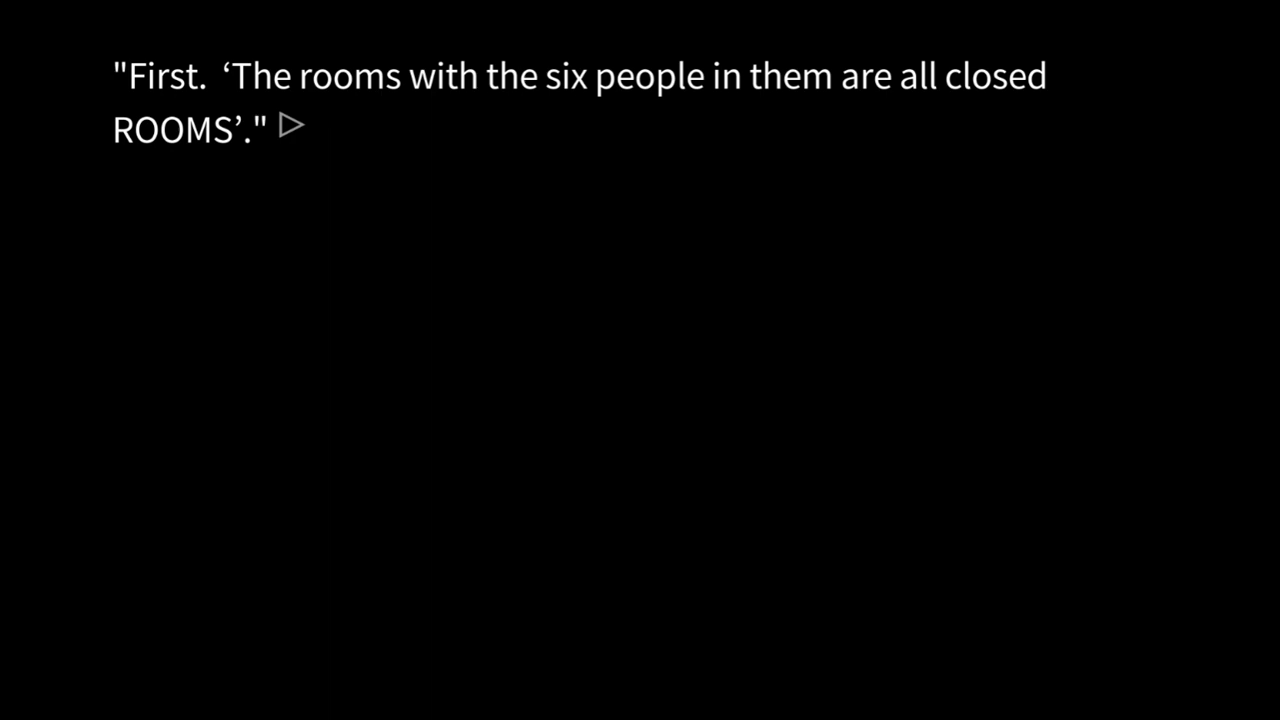 "First.  ‘The rooms with the six people in them are all closed
ROOMS’."